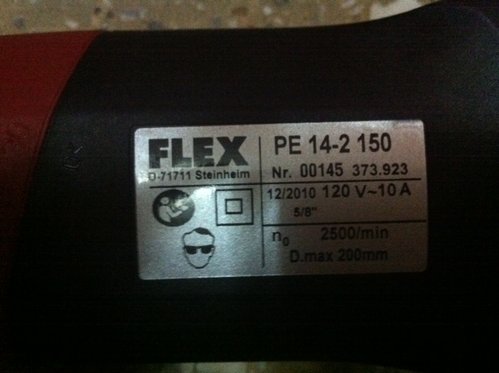 FLEX
D-71711 Steinheim
PE 14-2 150
Nr. 00145 373.923
12/2010 120 V~10 A
5/8"
n₀ 2500/min
D.max 200mm